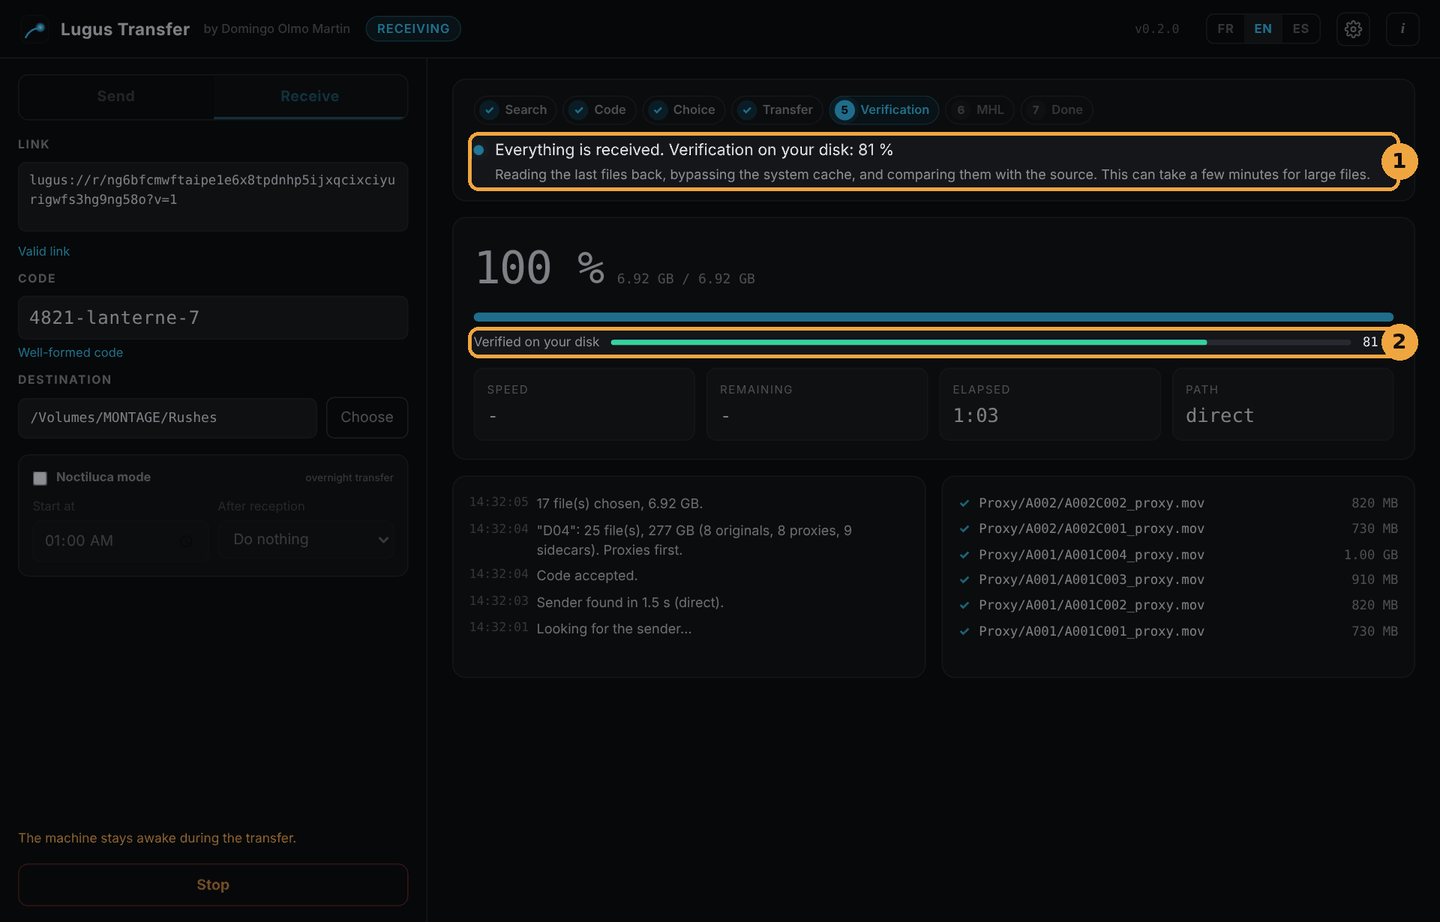 Lugus Transfer by Domingo Olmo Martin RECEIVING v0.2.0 FR EN ES i
Send Receive
LINK
lugus://r/ng6bfcmwftaipe1e6x8tpdnhp5ijxqcixciyu
rigwfs3hg9ng58o?v=1
Valid link
CODE
4821-lanterne-7
Well-formed code
DESTINATION
/Volumes/MONTAGE/Rushes Choose
Noctiluca mode overnight transfer
Start at After reception
01:00 AM Do nothing
The machine stays awake during the transfer.
Stop
Search Code Choice Transfer 5 Verification 6 MHL 7 Done
Everything is received. Verification on your disk: 81 %
1
Reading the last files back, bypassing the system cache, and comparing them with the source. This can take a few minutes for large files.
100 % 6.92 GB / 6.92 GB
Verified on your disk 81 2
SPEED REMAINING ELAPSED PATH
- - 1:03 direct
14:32:05 17 file(s) chosen, 6.92 GB.
14:32:04 "D04": 25 file(s), 277 GB (8 originals, 8 proxies, 9
sidecars). Proxies first.
14:32:04 Code accepted.
14:32:03 Sender found in 1.5 s (direct).
14:32:01 Looking for the sender...
Proxy/A002/A002C002_proxy.mov 820 MB
Proxy/A002/A002C001_proxy.mov 730 MB
Proxy/A001/A001C004_proxy.mov 1.00 GB
Proxy/A001/A001C003_proxy.mov 910 MB
Proxy/A001/A001C002_proxy.mov 820 MB
Proxy/A001/A001C001_proxy.mov 730 MB